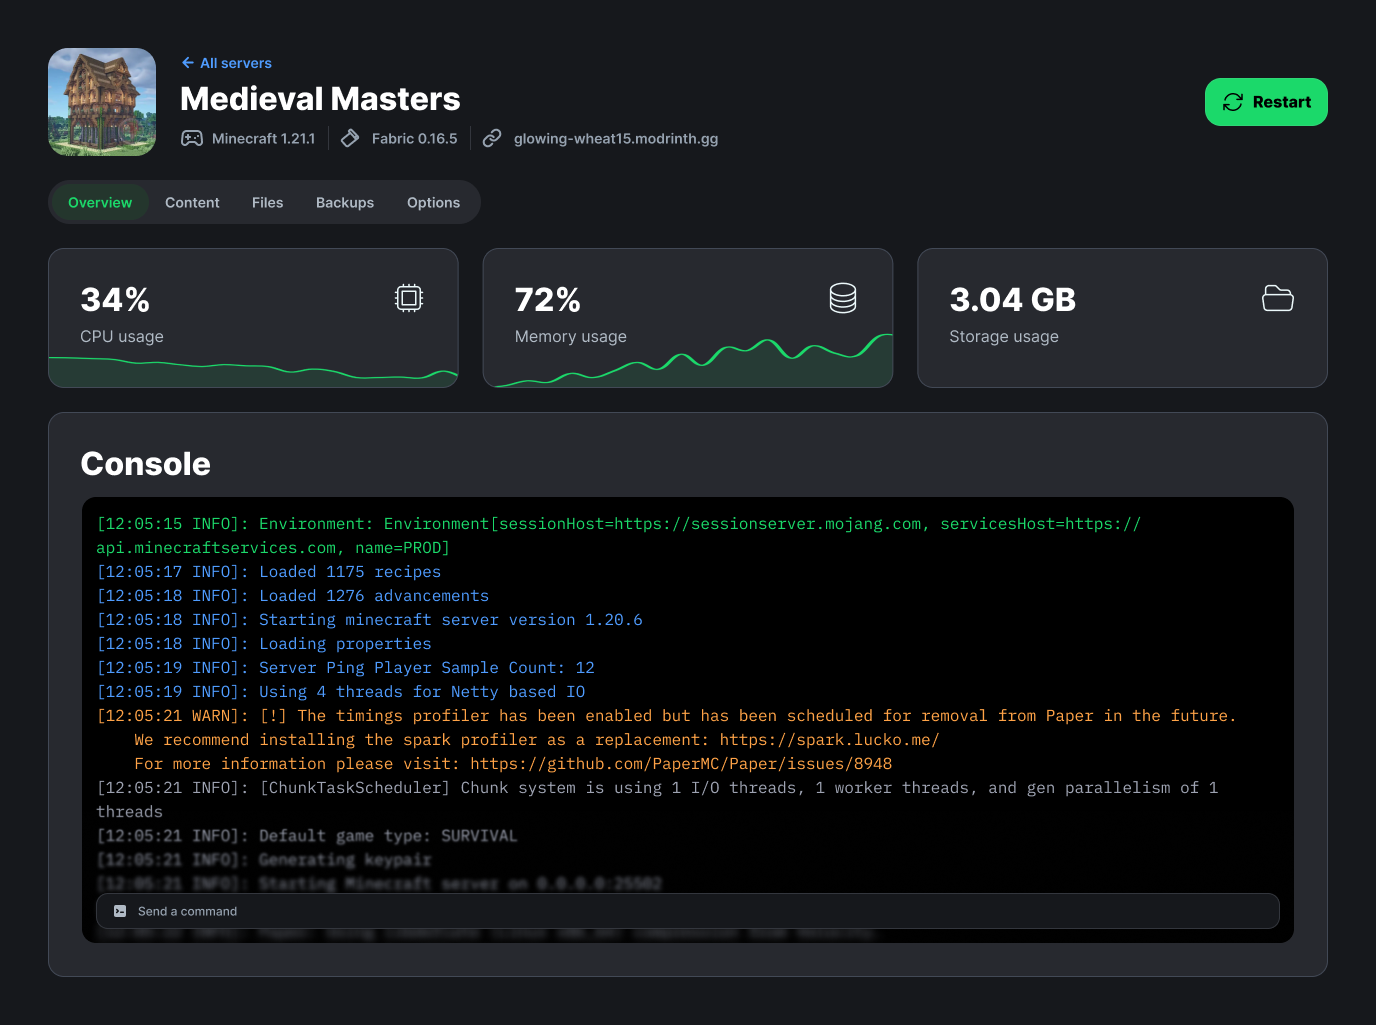 All servers
Medieval Masters
Restart
Minecraft 1.21.1
Fabric 0.16.5
glowing-wheat15.modrinth.gg
Overview
Content
Files
Backups
Options
34%
CPU usage
72%
Memory usage
3.04 GB
Storage usage
Console
[12:05:15 INFO]: Environment: Environment[sessionHost=https://sessionserver.mojang.com, servicesHost=https://
api.minecraftservices.com, name=PROD]
[12:05:17 INFO]: Loaded 1175 recipes
[12:05:18 INFO]: Loaded 1276 advancements
[12:05:18 INFO]: Starting minecraft server version 1.20.6
[12:05:18 INFO]: Loading properties
[12:05:19 INFO]: Server Ping Player Sample Count: 12
[12:05:19 INFO]: Using 4 threads for Netty based IO
[12:05:21 WARN]: [!] The timings profiler has been enabled but has been scheduled for removal from Paper in the future.
We recommend installing the spark profiler as a replacement: https://spark.lucko.me/
For more information please visit: https://github.com/PaperMC/Paper/issues/8948
[12:05:21 INFO]: [ChunkTaskScheduler] Chunk system is using 1 I/O threads, 1 worker threads, and gen parallelism of 1
threads
[12:05:21 INFO]: Default game type: SURVIVAL
[12:05:21 INFO]: Generating keypair
[12:05:21 INFO]: Starting Minecraft server on 0.0.0.0:25502
Send a command